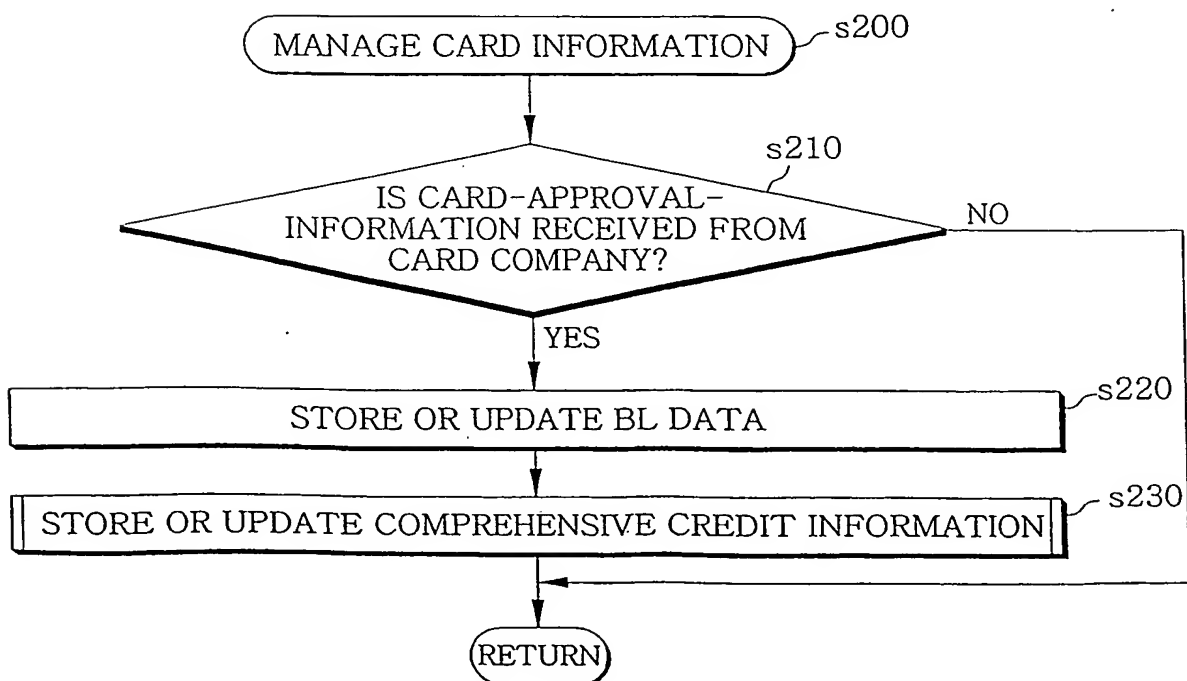 MANAGE CARD INFORMATION
s200
s210
IS CARD-APPROVAL-
INFORMATION RECEIVED FROM
CARD COMPANY?
NO
YES
STORE OR UPDATE BL DATA
s220
STORE OR UPDATE COMPREHENSIVE CREDIT INFORMATION
s230
RETURN